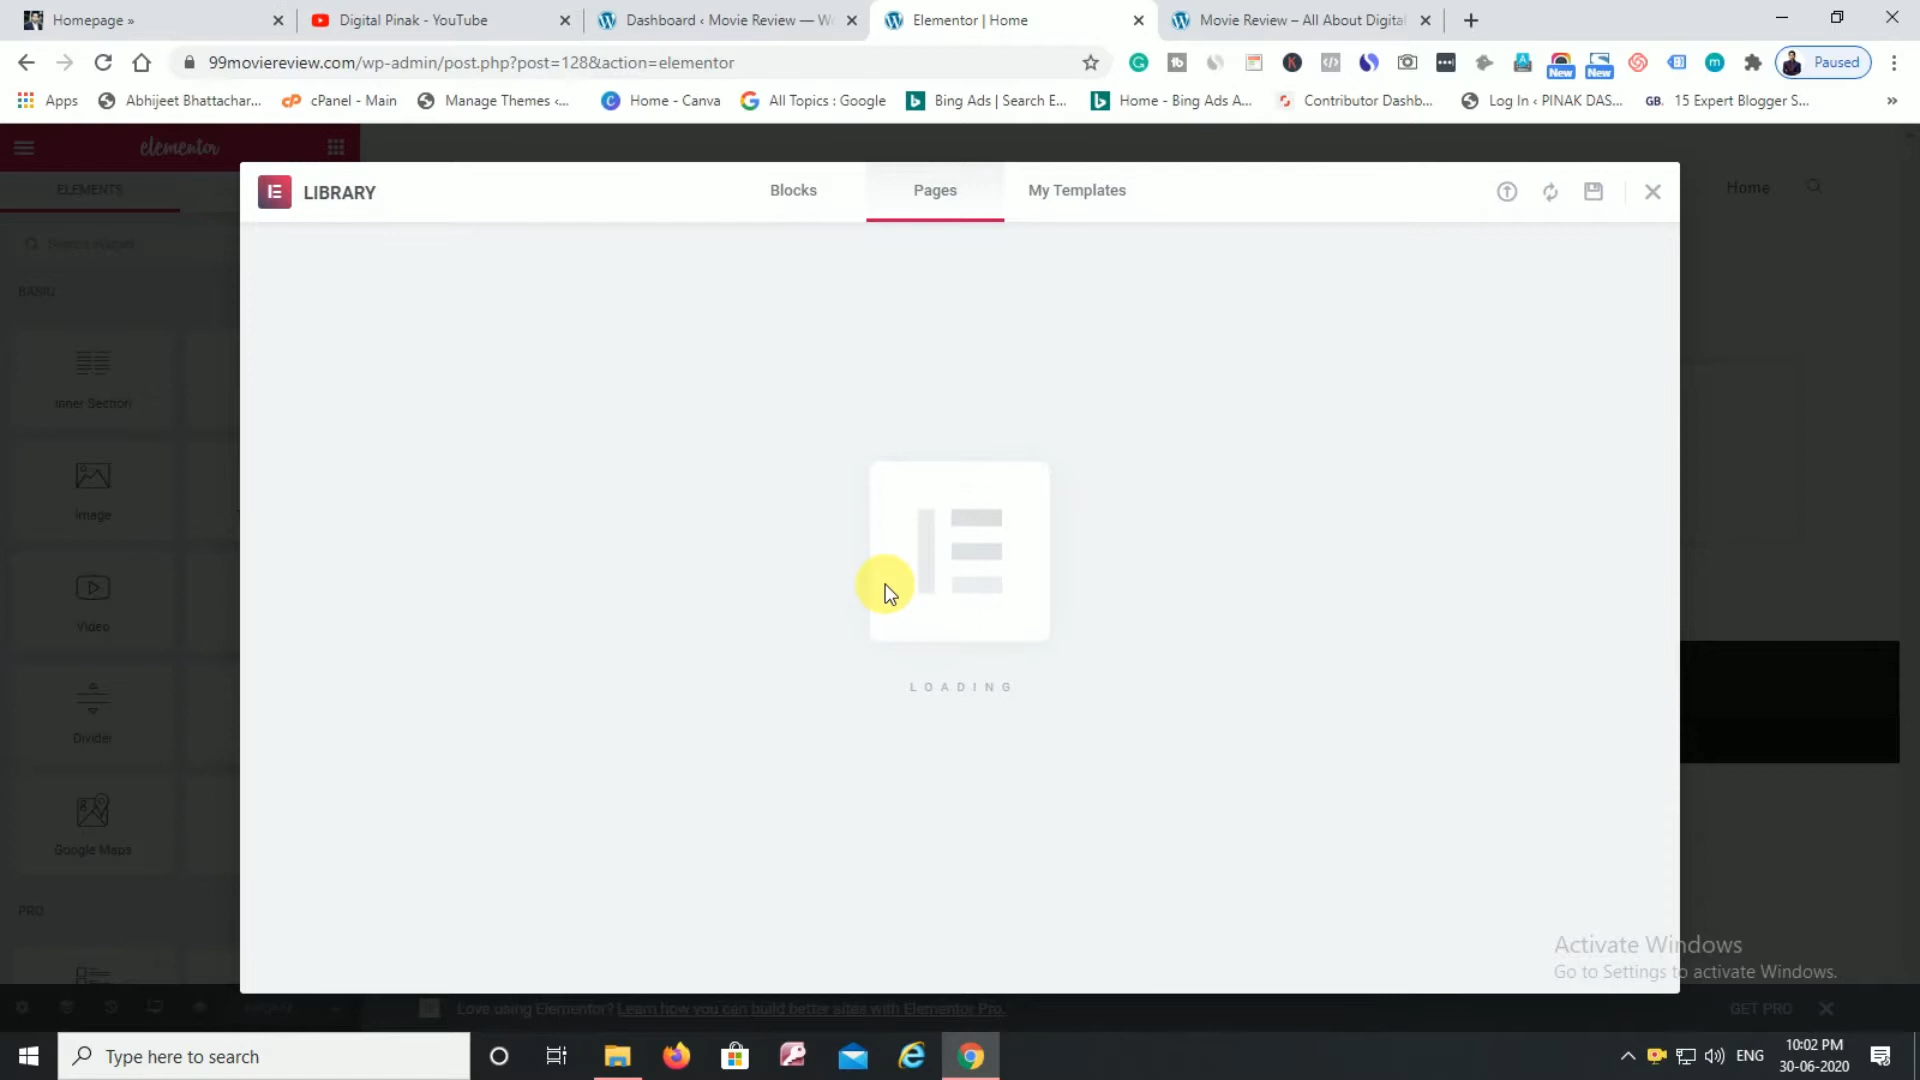 Homepage »
Digital Pinak - YouTube
Dashboard ‹ Movie Review — W
Elementor | Home
Movie Review – All About Digital
99moviereview.com/wp-admin/post.php?post=128&action=elementor
New
New
Paused
Apps
Abhijeet Bhattachar...
cPanel - Main
Manage Themes ‹...
Home - Canva
All Topics : Google
Bing Ads | Search E...
Home - Bing Ads A...
Contributor Dashb...
Log In ‹ PINAK DAS...
GB.
15 Expert Blogger S...
»
elementor
ELEMENTS
LIBRARY
Blocks
Pages
My Templates
Home
BASIC
Inner Section
Image
Video
Divider
Google Maps
PRO
LOADING
Activate Windows
Go to Settings to activate Windows.
Love using Elementor? Learn how you can build better sites with Elementor Pro.
GET PRO
Type here to search
ENG
10:02 PM
30-06-2020